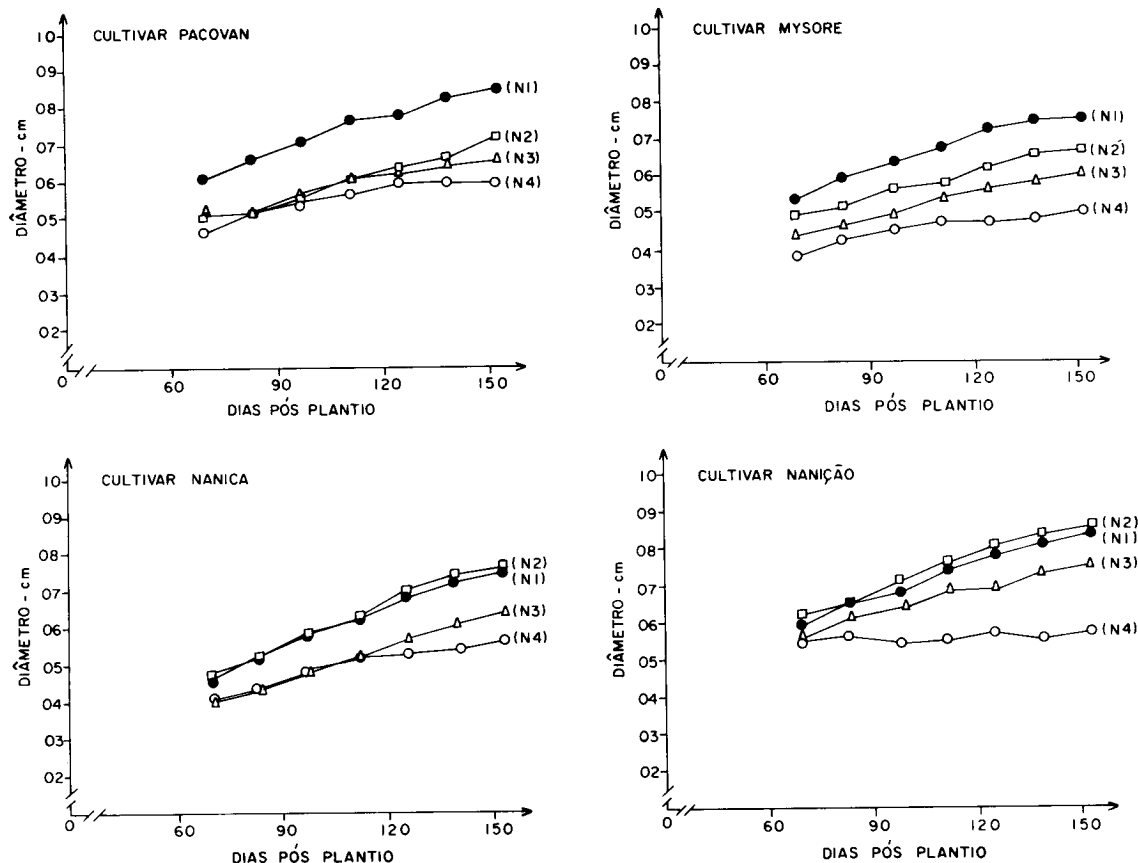 CULTIVAR PACOVAN
DIÂMETRO - cm
10
09
08
07
06
05
04
03
02
0
(N1)
(N2)
(N3)
(N4)
60 90 120 150
DIAS PÓS PLANTIO
CULTIVAR MYSORE
DIÂMETRO - cm
10
09
08
07
06
05
04
03
02
0
(N1)
(N2)
(N3)
(N4)
60 90 120 150
DIAS PÓS PLANTIO
CULTIVAR NANICA
DIÂMETRO - cm
10
09
08
07
06
05
04
03
02
0
(N2)
(N1)
(N3)
(N4)
60 90 120 150
DIAS PÓS PLANTIO
CULTIVAR NANIÇÃO
DIÂMETRO - cm
10
09
08
07
06
05
04
03
02
0
(N2)
(N1)
(N3)
(N4)
60 90 120 150
DIAS PÓS PLANTIO